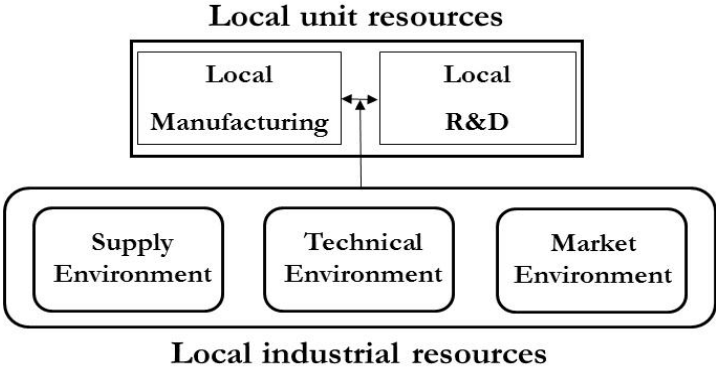 Local unit resources
Local
Manufacturing
Local
R&D
Supply
Environment
Technical
Environment
Market
Environment
Local industrial resources